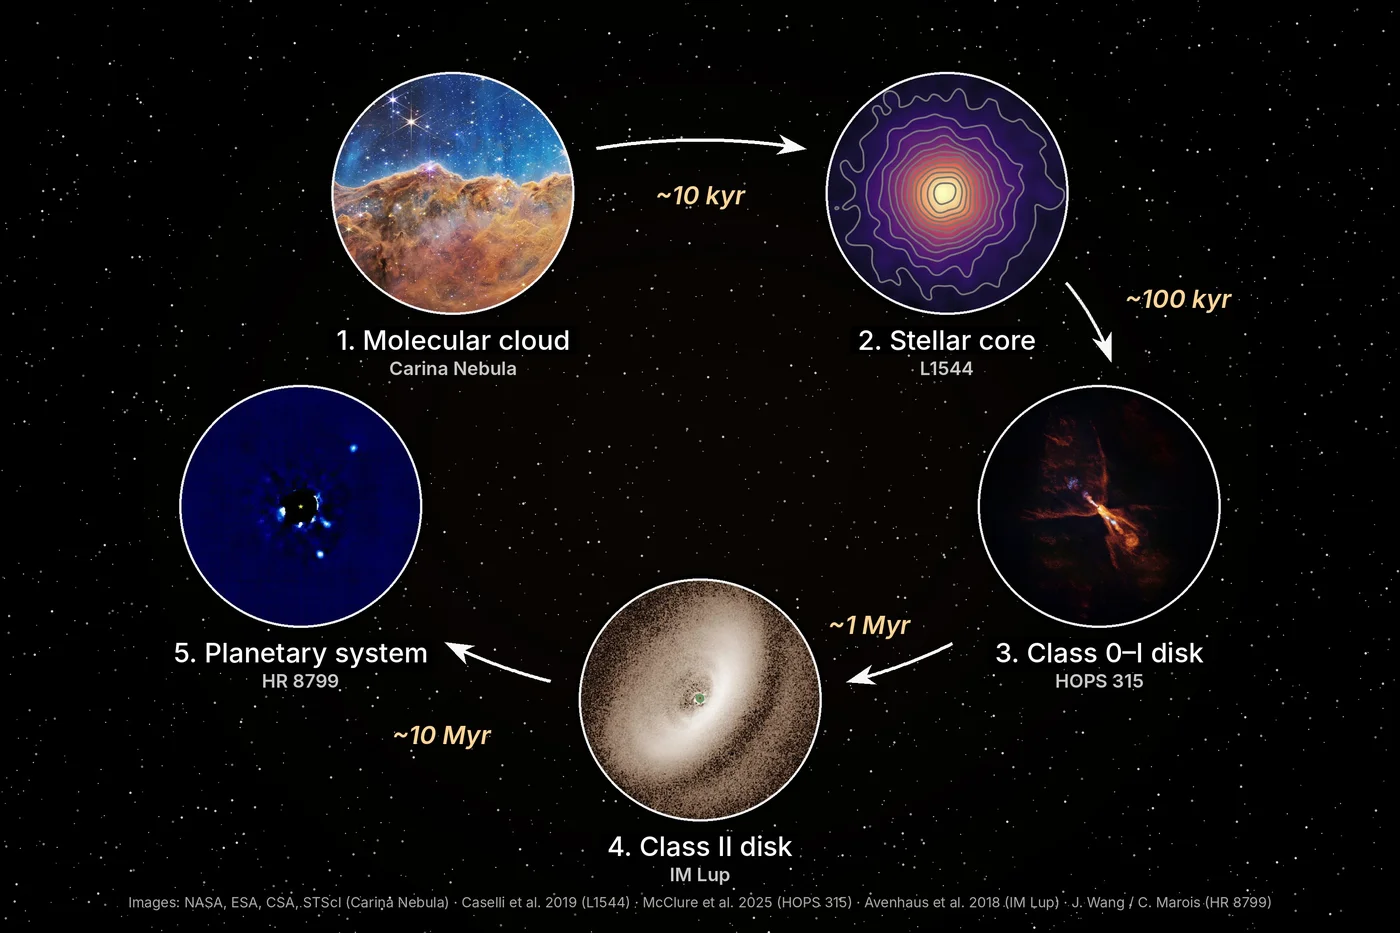 ~10 kyr
1. Molecular cloud
Carina Nebula
2. Stellar core
L1544
~100 kyr
3. Class 0–I disk
HOPS 315
~1 Myr
4. Class II disk
IM Lup
~10 Myr
5. Planetary system
HR 8799
Images: NASA, ESA, CSA, STScI (Carina Nebula) · Caselli et al. 2019 (L1544) · McClure et al. 2025 (HOPS 315) · Avenhaus et al. 2018 (IM Lup) · J. Wang / C. Marois (HR 8799)